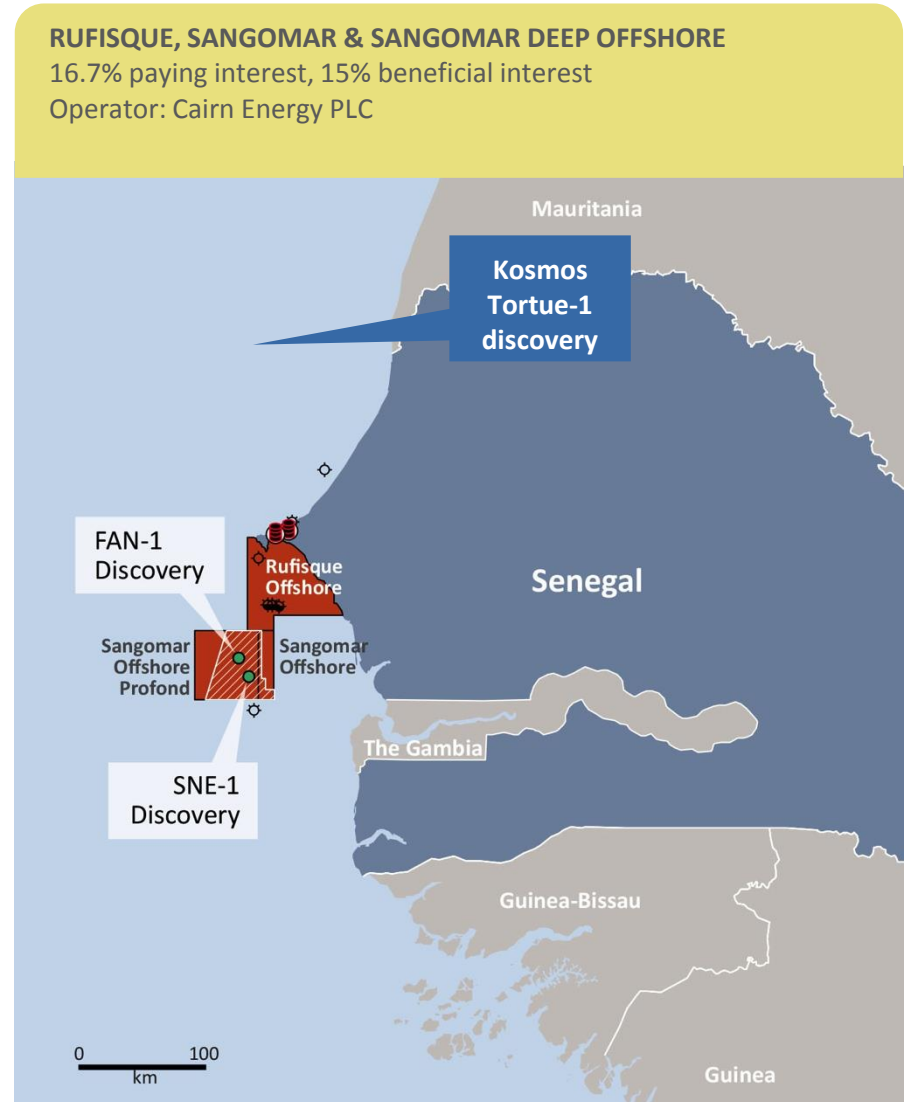 RUFISQUE, SANGOMAR & SANGOMAR DEEP OFFSHORE
16.7% paying interest, 15% beneficial interest
Operator: Cairn Energy PLC
Mauritania
Kosmos
Tortue-1
discovery
FAN-1
Discovery
Rufisque
Offshore
Senegal
Sangomar
Offshore
Profond
Sangomar
Offshore
The Gambia
SNE-1
Discovery
Guinea-Bissau
0 100
km
Guinea